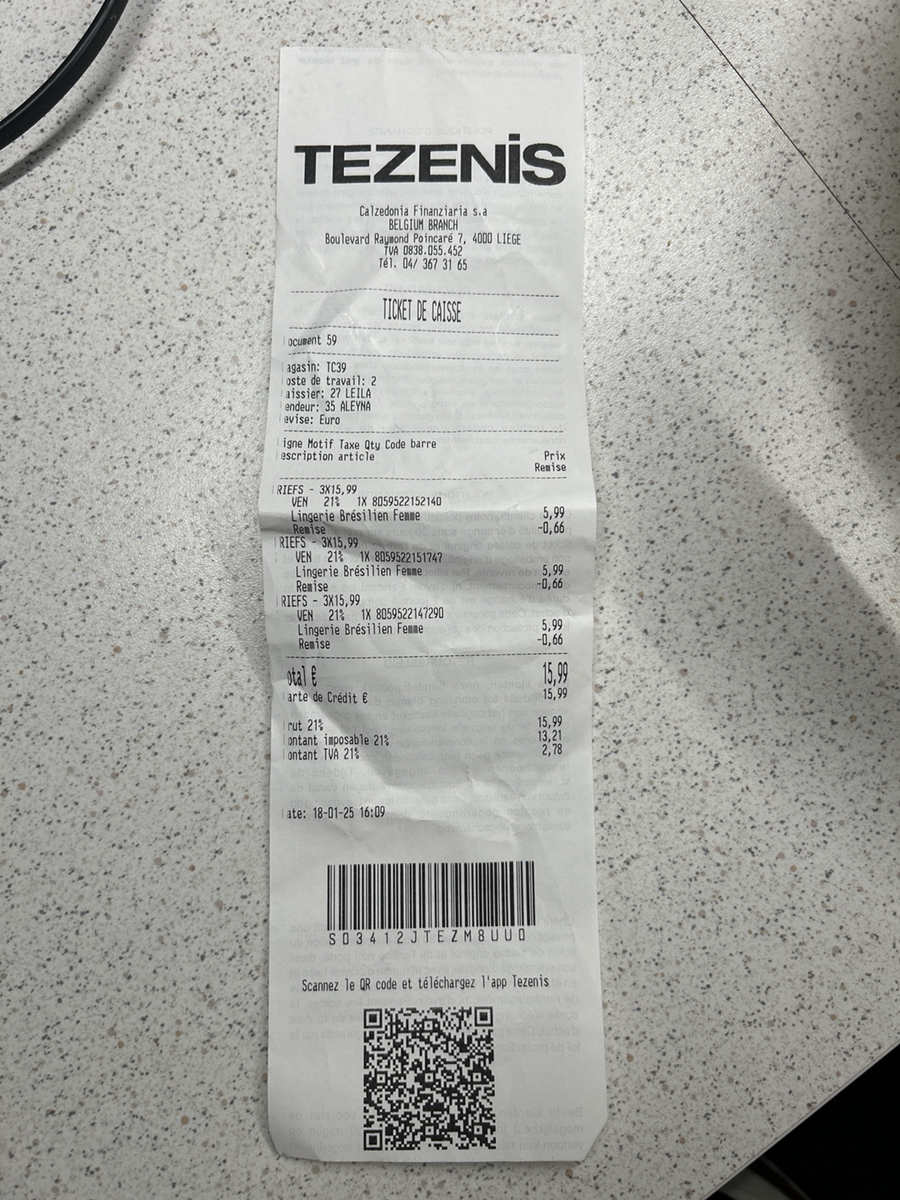 TEZENIS
Calzedonia Finanziaria s.a
BELGIUM BRANCH
Boulevard Raymond Poincaré 7, 4000 LIEGE
TVA 0838.055.452
Tél. 04/ 367 31 65
TICKET DE CAISSE
ocument 59
agasin: TC39
oste de travail: 2
aissier: 27 LEILA
endeur: 35 ALEYNA
evise: Euro
igne Motif Taxe Qty Code barre
escription article Prix
Remise
RIEFS - 3X15,99
VEN 21% 1X 8059522152140
Lingerie Brésilien Femme 5,99
Remise -0,66
RIEFS - 3X15,99
VEN 21% 1X 8059522151747
Lingerie Brésilien Femme 5,99
Remise -0,66
RIEFS - 3X15,99
VEN 21% 1X 8059522147290
Lingerie Brésilien Femme 5,99
Remise -0,66
otal € 15,99
arte de Crédit € 15,99
rut 21% 15,99
ontant imposable 21% 13,21
ontant TVA 21% 2,78
ate: 18-01-25 16:09
S03412JTEZM8UU0
Scannez le QR code et téléchargez l'app Tezenis